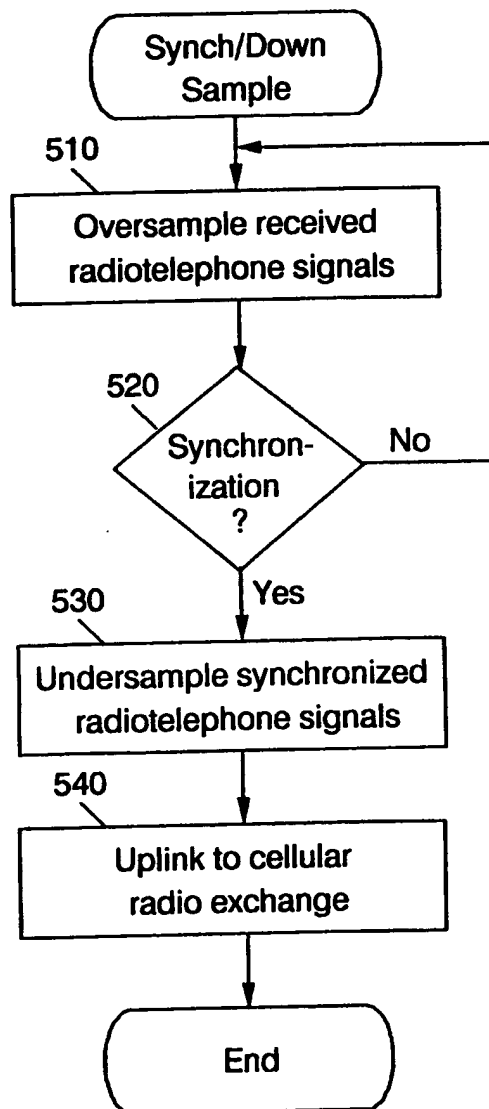 Synch/Down
Sample
510
Oversample received
radiotelephone signals
520
Synchron-
ization
?
No
Yes
530
Undersample synchronized
radiotelephone signals
540
Uplink to cellular
radio exchange
End